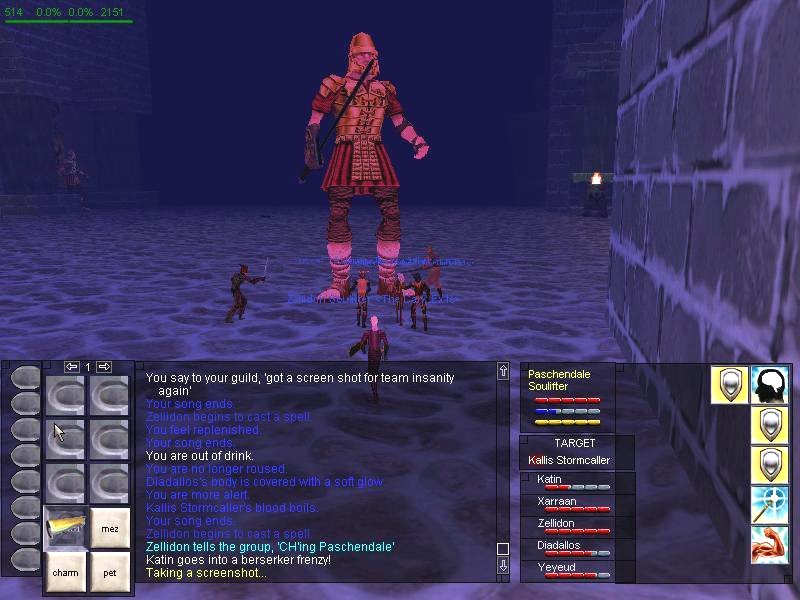 514 0.0% 0.0% 2151
1
You say to your guild, 'got a screen shot for team insanity
again'
Your song ends.
Zellidon begins to cast a spell.
You feel replenished.
Your song ends.
You are out of drink.
You are no longer roused.
Diadallos's body is covered with a soft glow.
You are more alert.
Kallis Stormcaller's blood boils.
Your song ends.
Zellidon begins to cast a spell.
Zellidon tells the group, 'CH'ing Paschendale'
Katin goes into a berserker frenzy!
Taking a screenshot...
mez
charm
pet
Paschendale
Soulifter
TARGET
Kallis Stormcaller
Katin
Xarraan
Zellidon
Diadallos
Yeyeud